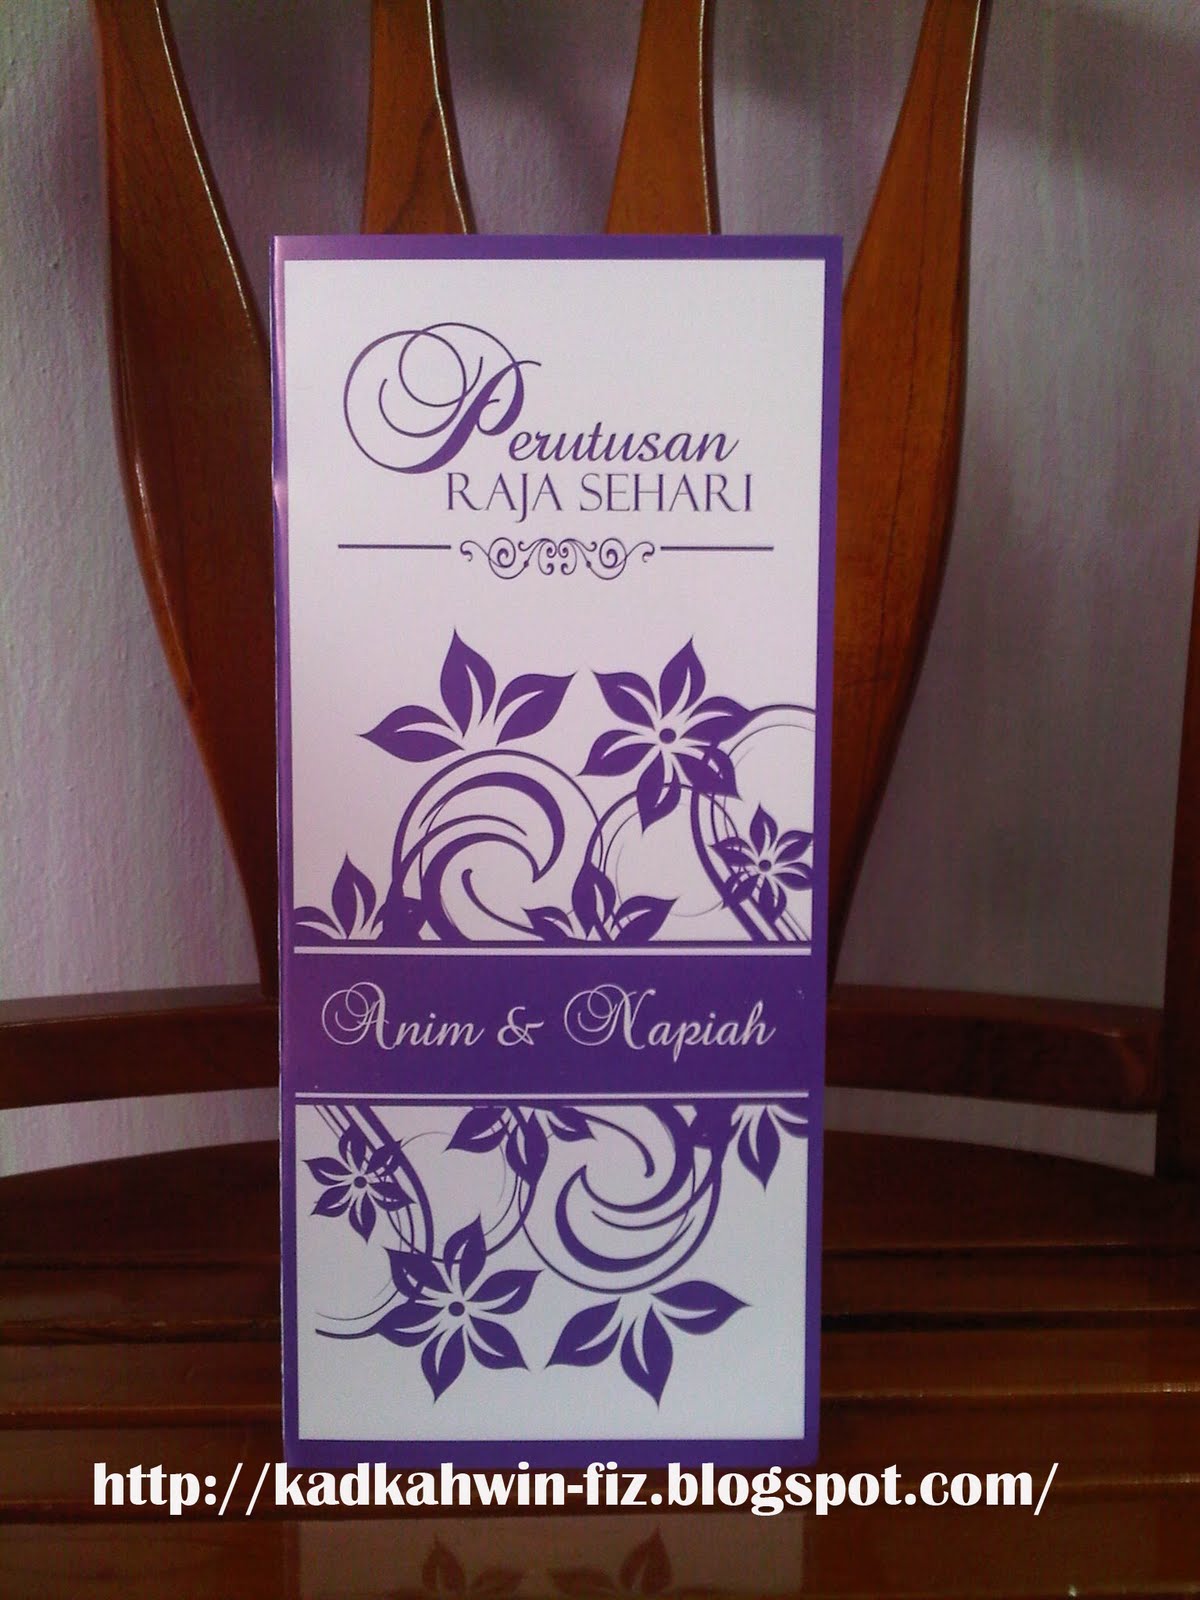 Perutusan
RAJA SEHARI
Anim & Napiah
http://kadkahwin-fiz.blogspot.com/